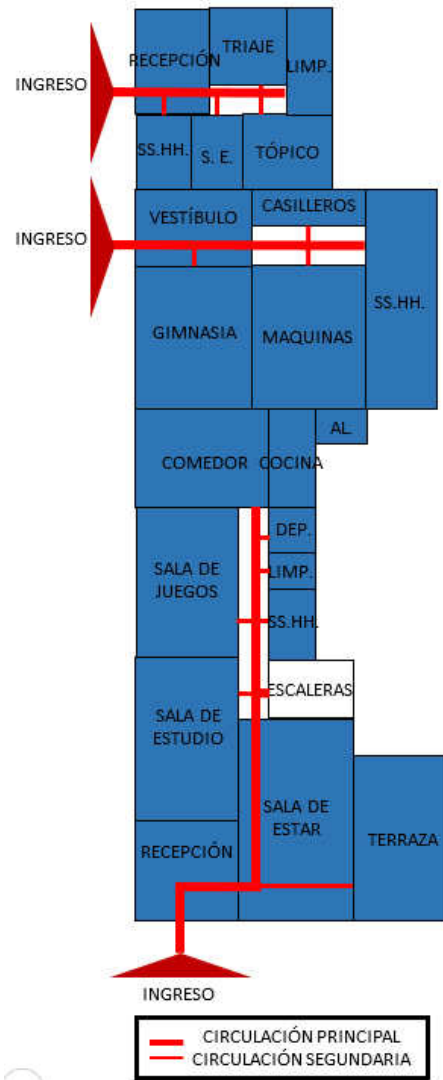 TRIAJE
RECEPCIÓN
LIMP.
INGRESO
SS.HH.
S. E.
TÓPICO
CASILLEROS
VESTÍBULO
INGRESO
SS.HH.
GIMNASIA
MAQUINAS
AL.
COMEDOR
COCINA
DEP.
SALA DE
JUEGOS
LIMP.
SS.HH.
ESCALERAS
SALA DE
ESTUDIO
SALA DE
ESTAR
TERRAZA
RECEPCIÓN
INGRESO
CIRCULACIÓN PRINCIPAL
CIRCULACIÓN SEGUNDARIA